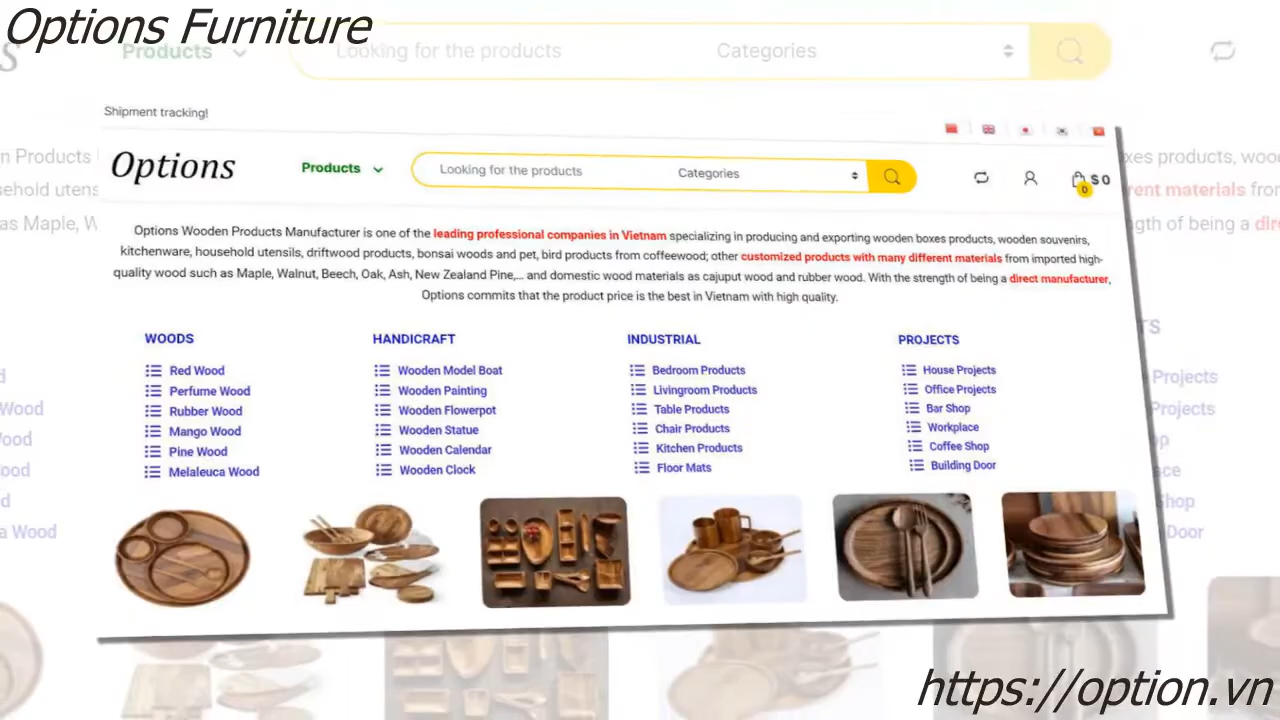 Options Furniture
Products
Looking for the products
Categories
Shipment tracking!
Options
Products
Looking for the products
Categories
$ 0
0
Options Wooden Products Manufacturer is one of the leading professional companies in Vietnam specializing in producing and exporting wooden boxes products, wooden souvenirs,
kitchenware, household utensils, driftwood products, bonsai woods and pet, bird products from coffeewood; other customized products with many different materials from imported high-
quality wood such as Maple, Walnut, Beech, Oak, Ash, New Zealand Pine,... and domestic wood materials as cajuput wood and rubber wood. With the strength of being a direct manufacturer,
Options commits that the product price is the best in Vietnam with high quality.
WOODS
Red Wood
Perfume Wood
Rubber Wood
Mango Wood
Pine Wood
Melaleuca Wood
HANDICRAFT
Wooden Model Boat
Wooden Painting
Wooden Flowerpot
Wooden Statue
Wooden Calendar
Wooden Clock
INDUSTRIAL
Bedroom Products
Livingroom Products
Table Products
Chair Products
Kitchen Products
Floor Mats
PROJECTS
House Projects
Office Projects
Bar Shop
Workplace
Coffee Shop
Building Door
https://option.vn